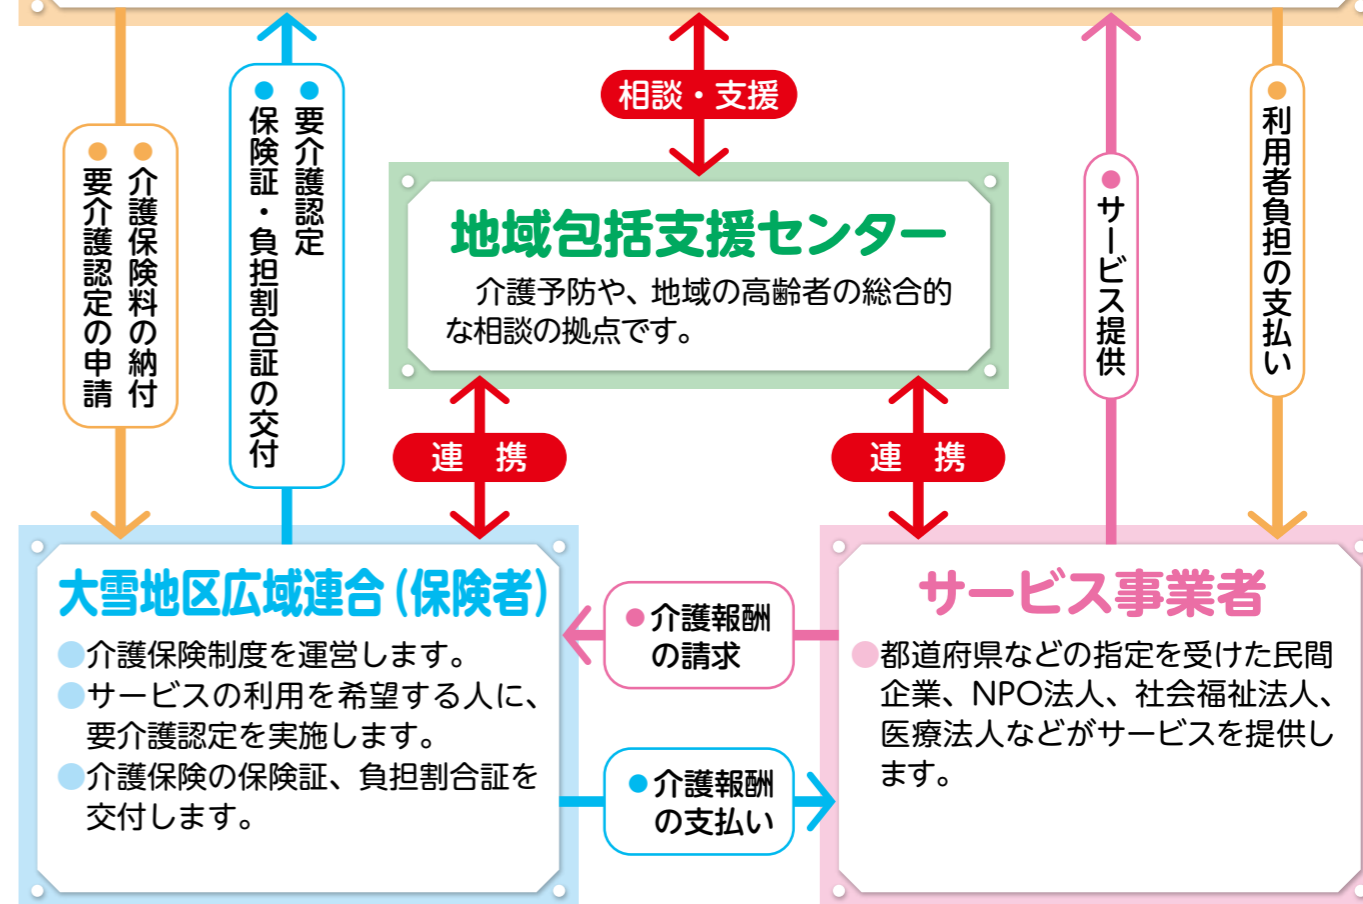 相談・支援
●介護保険料の納付
●要介護認定の申請
●要介護認定
●保険証・負担割合証の交付
地域包括支援センター
　介護予防や、地域の高齢者の総合的
な相談の拠点です。
●サービス提供
●利用者負担の支払い
連　携
連　携
大雪地区広域連合(保険者)
●介護保険制度を運営します。
●サービスの利用を希望する人に、
要介護認定を実施します。
●介護保険の保険証、負担割合証を
交付します。
●介護報酬
の請求
●介護報酬
の支払い
サービス事業者
●都道府県などの指定を受けた民間
企業、NPO法人、社会福祉法人、
医療法人などがサービスを提供し
ます。